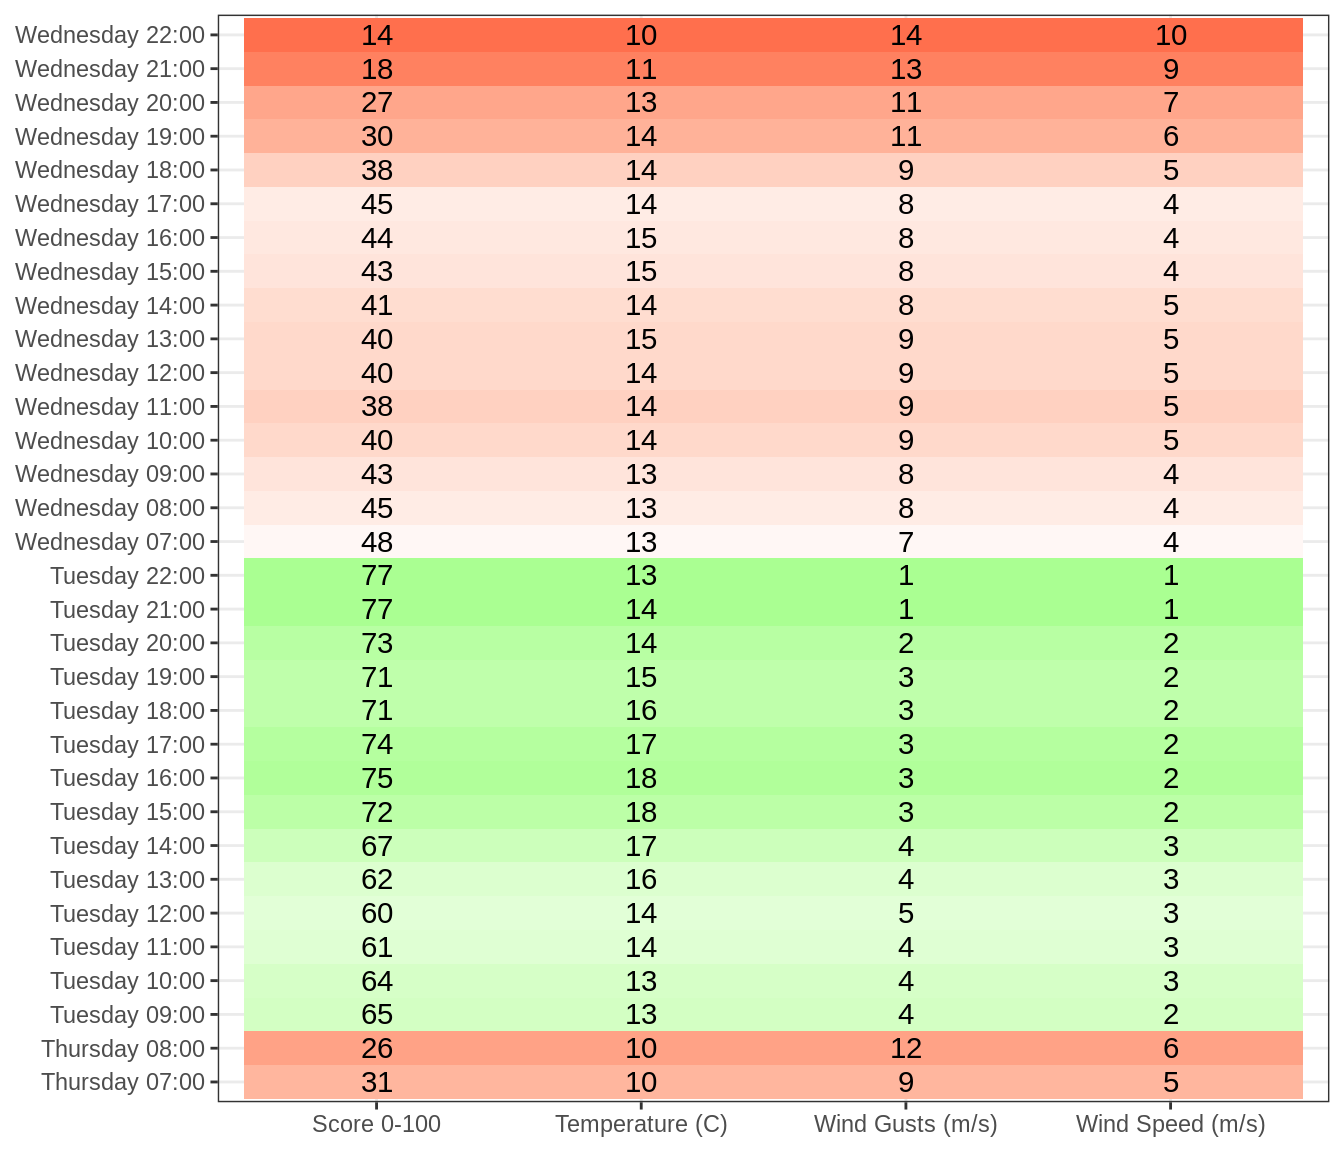 Wednesday 22:00 14 10 14 10
Wednesday 21:00 18 11 13 9
Wednesday 20:00 27 13 11 7
Wednesday 19:00 30 14 11 6
Wednesday 18:00 38 14 9 5
Wednesday 17:00 45 14 8 4
Wednesday 16:00 44 15 8 4
Wednesday 15:00 43 15 8 4
Wednesday 14:00 41 14 8 5
Wednesday 13:00 40 15 9 5
Wednesday 12:00 40 14 9 5
Wednesday 11:00 38 14 9 5
Wednesday 10:00 40 14 9 5
Wednesday 09:00 43 13 8 4
Wednesday 08:00 45 13 8 4
Wednesday 07:00 48 13 7 4
Tuesday 22:00 77 13 1 1
Tuesday 21:00 77 14 1 1
Tuesday 20:00 73 14 2 2
Tuesday 19:00 71 15 3 2
Tuesday 18:00 71 16 3 2
Tuesday 17:00 74 17 3 2
Tuesday 16:00 75 18 3 2
Tuesday 15:00 72 18 3 2
Tuesday 14:00 67 17 4 3
Tuesday 13:00 62 16 4 3
Tuesday 12:00 60 14 5 3
Tuesday 11:00 61 14 4 3
Tuesday 10:00 64 13 4 3
Tuesday 09:00 65 13 4 2
Thursday 08:00 26 10 12 6
Thursday 07:00 31 10 9 5
Score 0-100 Temperature (C) Wind Gusts (m/s) Wind Speed (m/s)